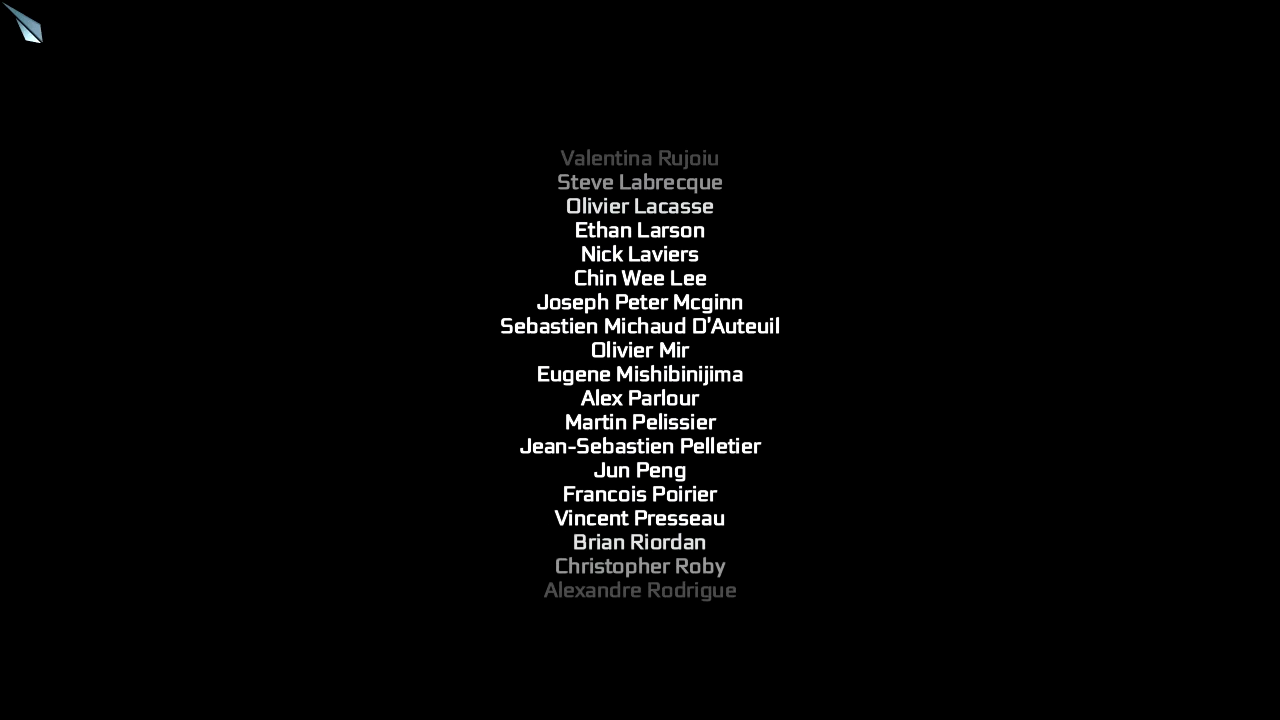 Valentina Rujoiu
Steve Labrecque
Olivier Lacasse
Ethan Larson
Nick Laviers
Chin Wee Lee
Joseph Peter Mcginn
Sebastien Michaud D'Auteuil
Olivier Mir
Eugene Mishibinijima
Alex Parlour
Martin Pelissier
Jean-Sebastien Pelletier
Jun Peng
Francois Poirier
Vincent Presseau
Brian Riordan
Christopher Roby
Alexandre Rodrigue